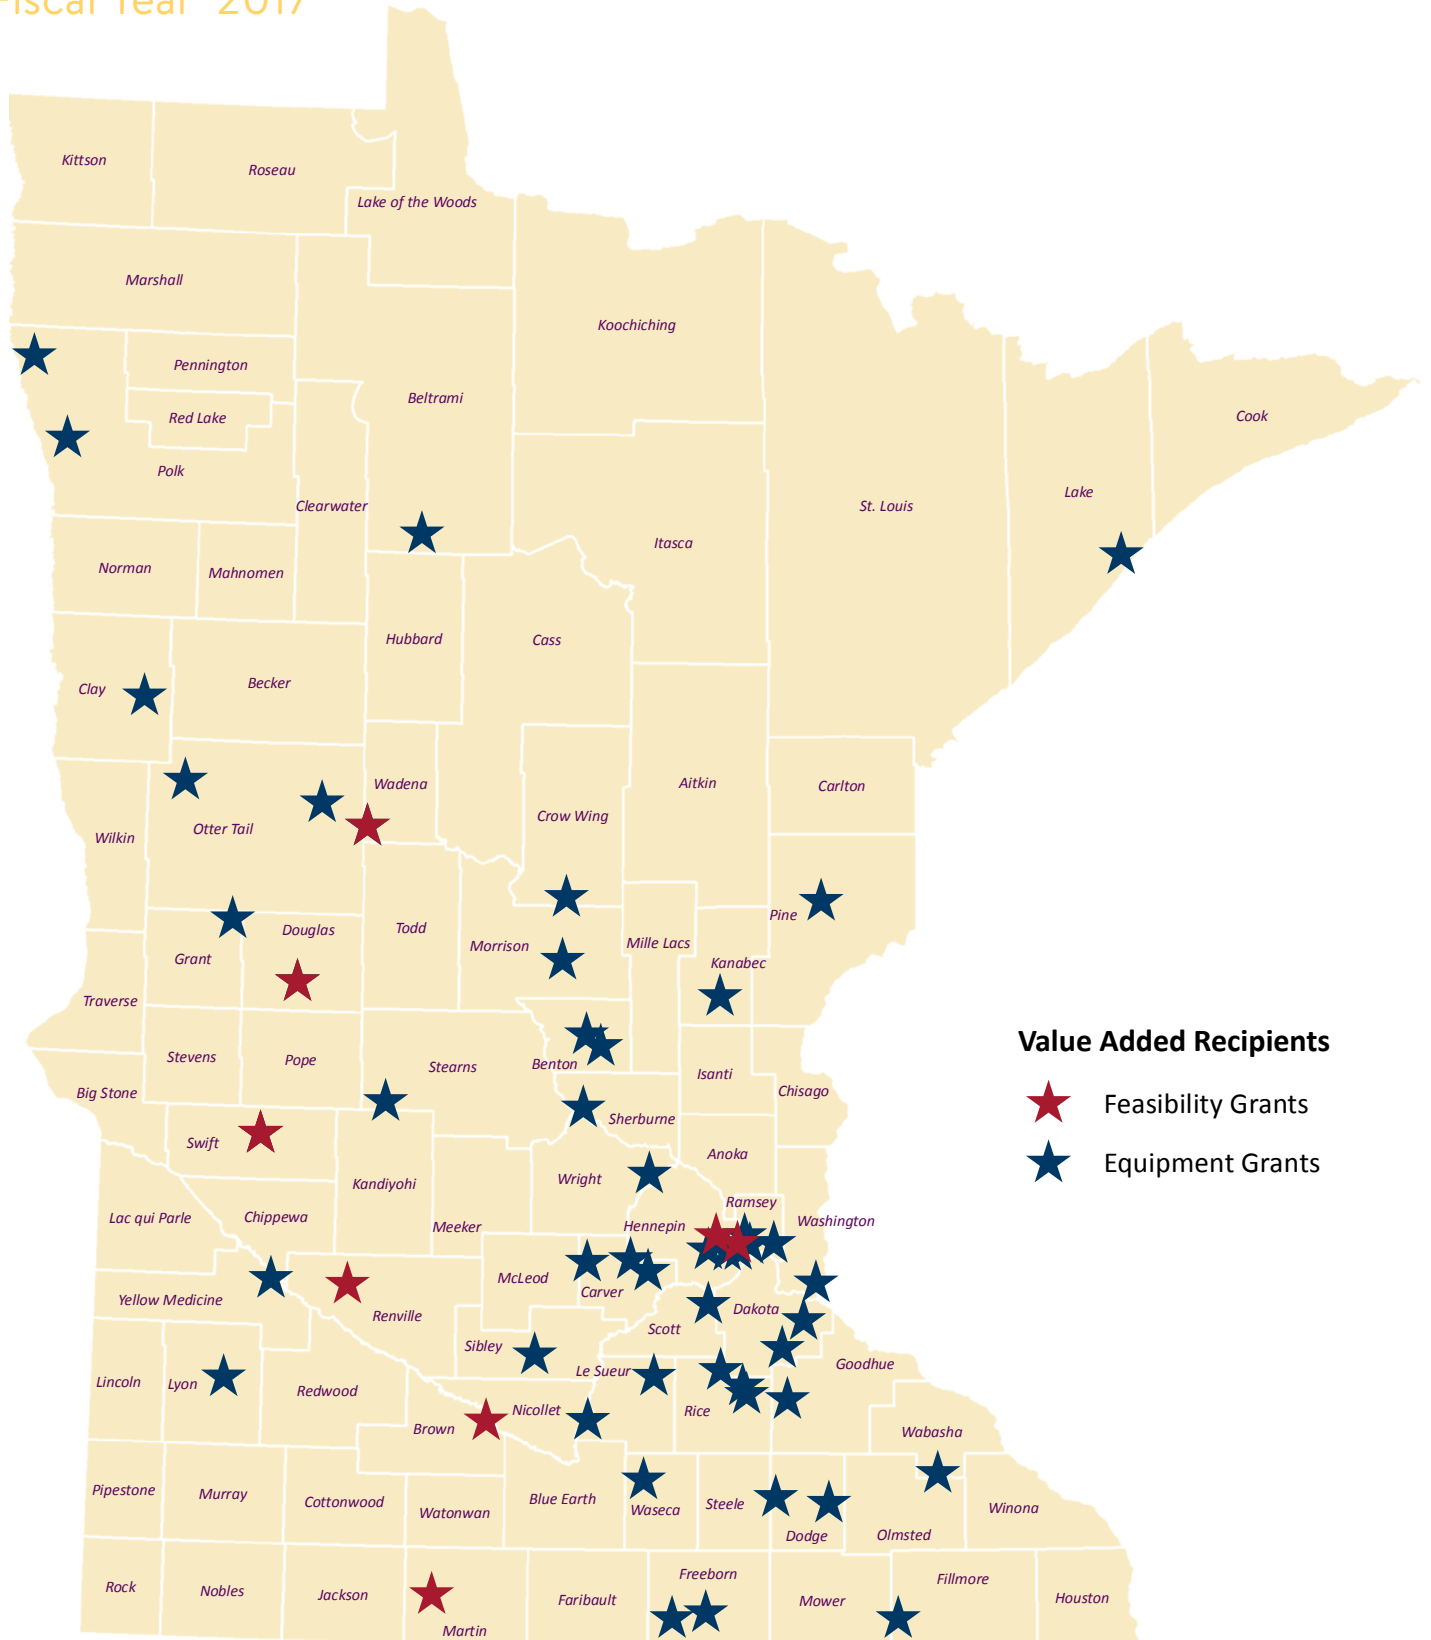 Fiscal Year 2017
Kittson
Roseau
Lake of the Woods
Marshall
Koochiching
Pennington
Beltrami
Red Lake
Cook
Polk
Lake
Clearwater
St. Louis
Itasca
Norman
Mahnomen
Hubbard
Cass
Clay
Becker
Wadena
Aitkin
Carlton
Crow Wing
Otter Tail
Wilkin
Pine
Todd
Douglas
Morrison
Mille Lacs
Grant
Kanabec
Traverse
Stevens
Pope
Stearns
Benton
Isanti
Big Stone
Chisago
Sherburne
Swift
Anoka
Wright
Kandiyohi
Ramsey
Lac qui Parle
Chippewa
Meeker
Hennepin
Washington
McLeod
Carver
Yellow Medicine
Renville
Dakota
Scott
Sibley
Goodhue
Le Sueur
Lincoln
Lyon
Redwood
Nicollet
Rice
Brown
Wabasha
Pipestone
Murray
Cottonwood
Watonwan
Blue Earth
Waseca
Steele
Winona
Dodge
Olmsted
Rock
Nobles
Jackson
Martin
Faribault
Freeborn
Mower
Fillmore
Houston
Value Added Recipients
Feasibility Grants
Equipment Grants